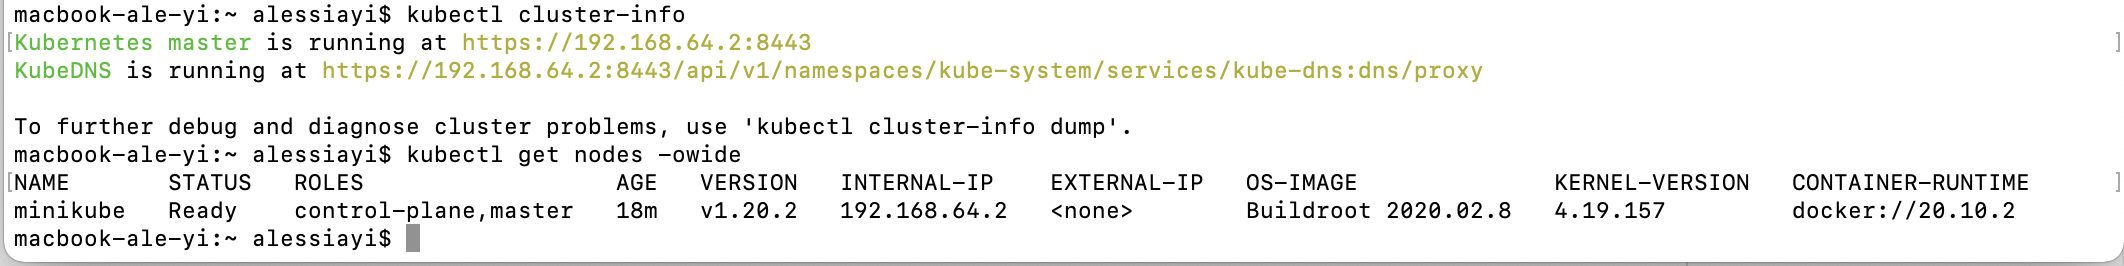 macbook-ale-yi:~ alessiayi$ kubectl cluster-info
[Kubernetes master is running at https://192.168.64.2:8443 ]
KubeDNS is running at https://192.168.64.2:8443/api/v1/namespaces/kube-system/services/kube-dns:dns/proxy
To further debug and diagnose cluster problems, use 'kubectl cluster-info dump'.
macbook-ale-yi:~ alessiayi$ kubectl get nodes -owide
[NAME STATUS ROLES AGE VERSION INTERNAL-IP EXTERNAL-IP OS-IMAGE KERNEL-VERSION CONTAINER-RUNTIME ]
minikube Ready control-plane,master 18m v1.20.2 192.168.64.2 <none> Buildroot 2020.02.8 4.19.157 docker://20.10.2
macbook-ale-yi:~ alessiayi$